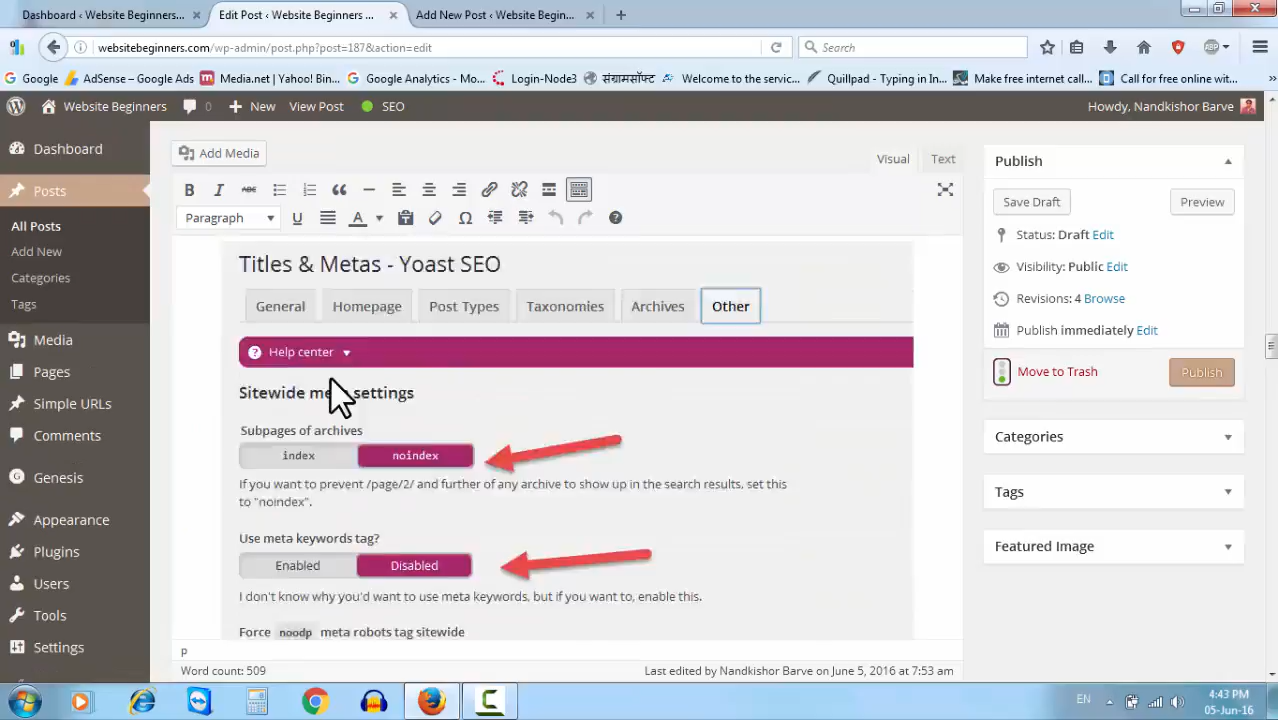 Dashboard ‹ Website Beginners... ×
Edit Post ‹ Website Beginners ... ×
Add New Post ‹ Website Begin... × +
websitebeginners.com/wp-admin/post.php?post=187&action=edit
Search
ABP
Google
AdSense – Google Ads
Media.net | Yahoo! Bin...
Google Analytics - Mo...
Login-Node3
संग्रामसॉफ्ट
Welcome to the servic...
Quillpad - Typing in In...
Make free internet call...
Call for free online wit...
»
Website Beginners
0
+ New
View Post
SEO
Howdy, Nandkishor Barve
Dashboard
Posts
All Posts
Add New
Categories
Tags
Media
Pages
Simple URLs
Comments
Genesis
Appearance
Plugins
Users
Tools
Settings
Add Media
Visual
Text
B I ABC
Paragraph
U A Ω
Titles & Metas - Yoast SEO
General
Homepage
Post Types
Taxonomies
Archives
Other
Help center
Sitewide me settings
Subpages of archives
index
noindex
If you want to prevent /page/2/ and further of any archive to show up in the search results, set this
to "noindex".
Use meta keywords tag?
Enabled
Disabled
I don't know why you'd want to use meta keywords, but if you want to, enable this.
Force noodp meta robots tag sitewide
p
Word count: 509
Last edited by Nandkishor Barve on June 5, 2016 at 7:53 am
Publish
Save Draft
Preview
Status: Draft Edit
Visibility: Public Edit
Revisions: 4 Browse
Publish immediately Edit
Move to Trash
Publish
Categories
Tags
Featured Image
EN
4:43 PM
05-Jun-16